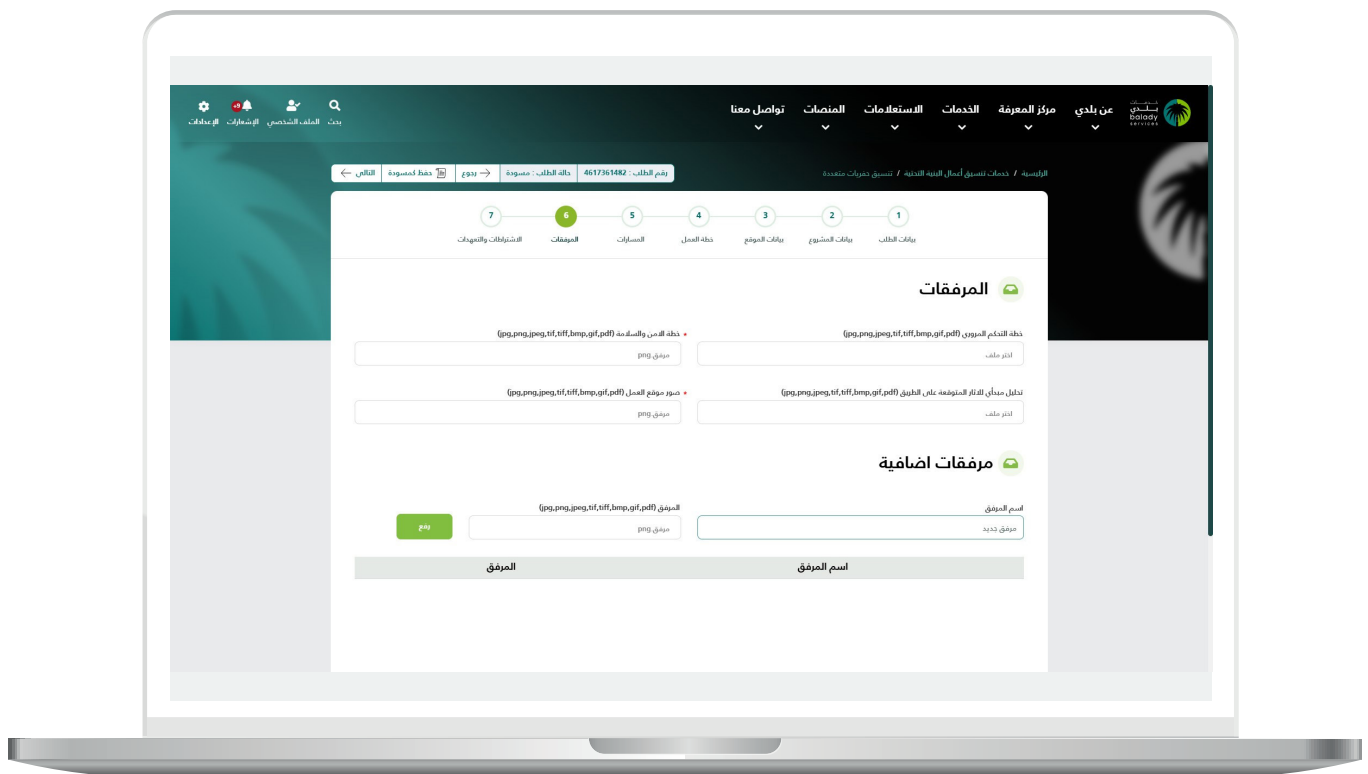 خدمات
بلدي
balady
services
عن بلدي
مركز المعرفة
الخدمات
الاستعلامات
المنصات
تواصل معنا
بحث
الملف الشخصي
الإشعارات
+9
الإعدادات
الرئيسية / خدمات تنسيق أعمال البنية التحتية / تنسيق حفريات متعددة
رقم الطلب : 4617361482
حالة الطلب : مسودة
رجوع
حفظ كمسودة
التالي
1 2 3 4 5 6 7
بيانات الطلب بيانات المشروع بيانات الموقع خطة العمل المسارات المرفقات الاشتراطات والتعهدات
المرفقات
خطة التحكم المروري (jpg,png,jpeg,tif,tiff,bmp,gif,pdf)
اختر ملف
* خطة الامن والسلامة (jpg,png,jpeg,tif,tiff,bmp,gif,pdf)
مرفق.png
تحليل مبدأي للاثار المتوقعة على الطريق (jpg,png,jpeg,tif,tiff,bmp,gif,pdf)
اختر ملف
* صور موقع العمل (jpg,png,jpeg,tif,tiff,bmp,gif,pdf)
مرفق.png
مرفقات اضافية
اسم المرفق
مرفق جديد
المرفق (jpg,png,jpeg,tif,tiff,bmp,gif,pdf)
مرفق.png
رفع
اسم المرفق المرفق